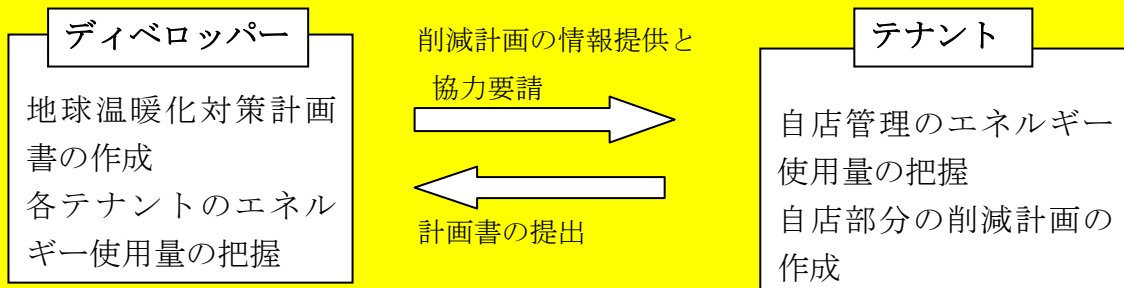 ディベロッパー
地球温暖化対策計画
書の作成
各テナントのエネル
ギー使用量の把握
削減計画の情報提供と
協力要請
計画書の提出
テナント
自店管理のエネルギー
使用量の把握
自店部分の削減計画の
作成